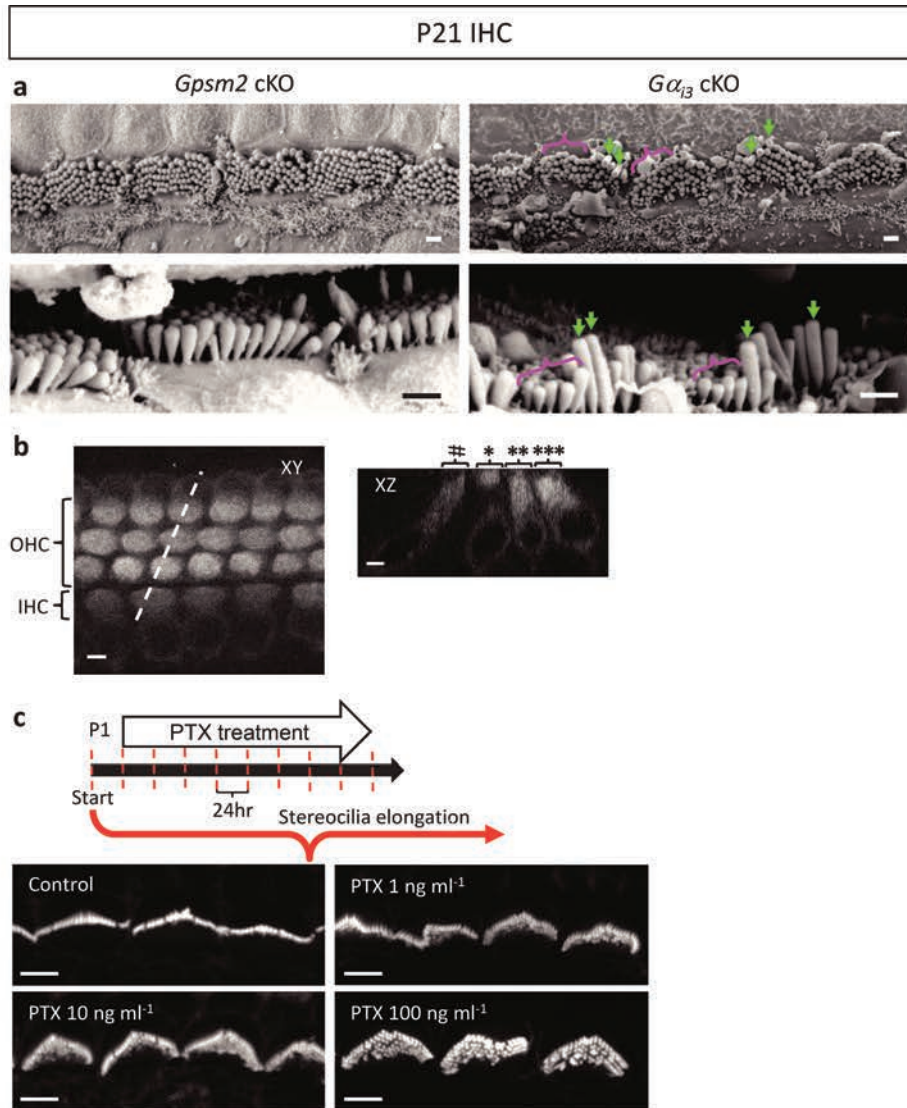 P21 IHC
a
Gpsm2 cKO
Gαi3 cKO
b
XY
OHC
IHC
XZ
# * ** ***
c
P1
PTX treatment
Start
24hr
Stereocilia elongation
Control
PTX 1 ng ml-1
PTX 10 ng ml-1
PTX 100 ng ml-1